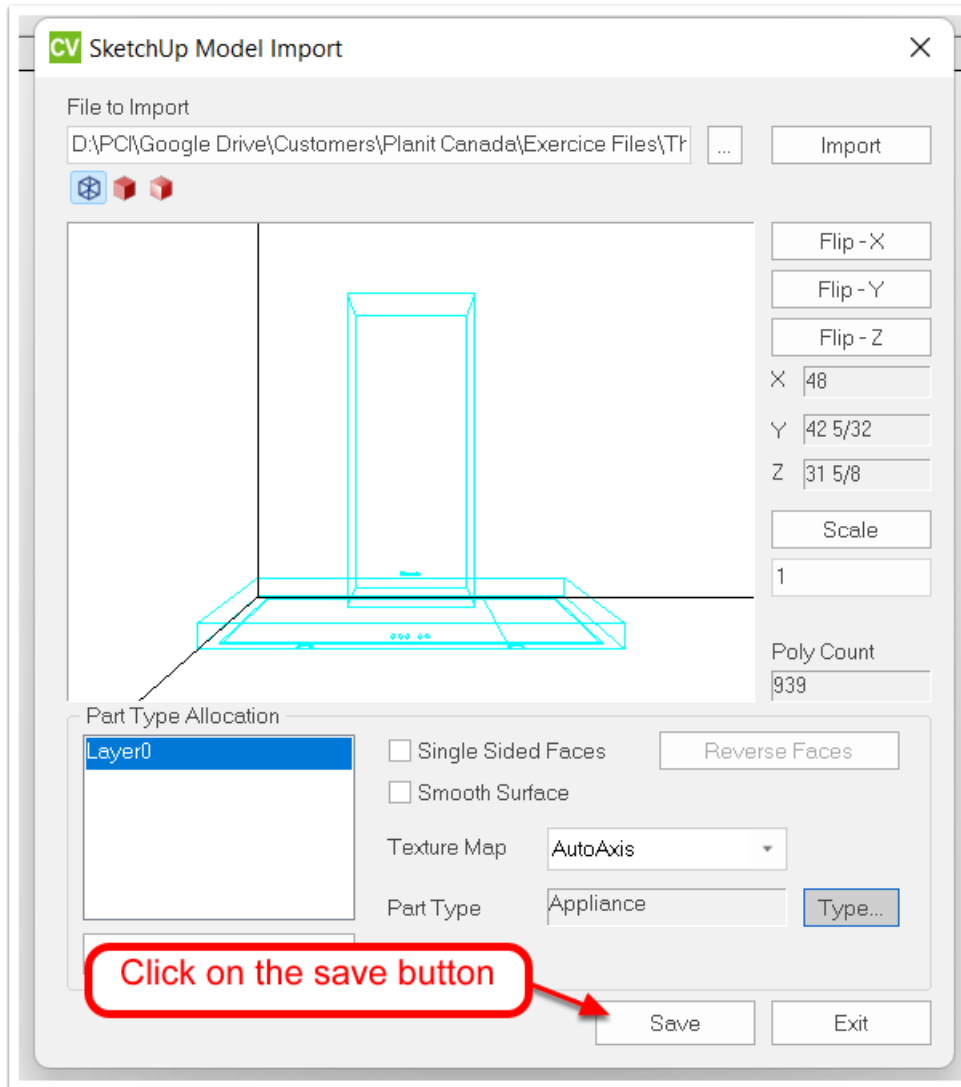 CV SketchUp Model Import
File to Import
D:\PCI\Google Drive\Customers\Planit Canada\Exercice Files\Th
...
Import
Flip - X
Flip - Y
Flip - Z
X 48
Y 42 5/32
Z 31 5/8
Scale
1
Poly Count
939
Part Type Allocation
Layer0
Single Sided Faces
Reverse Faces
Smooth Surface
Texture Map AutoAxis
Part Type Appliance Type...
Click on the save button
Save
Exit